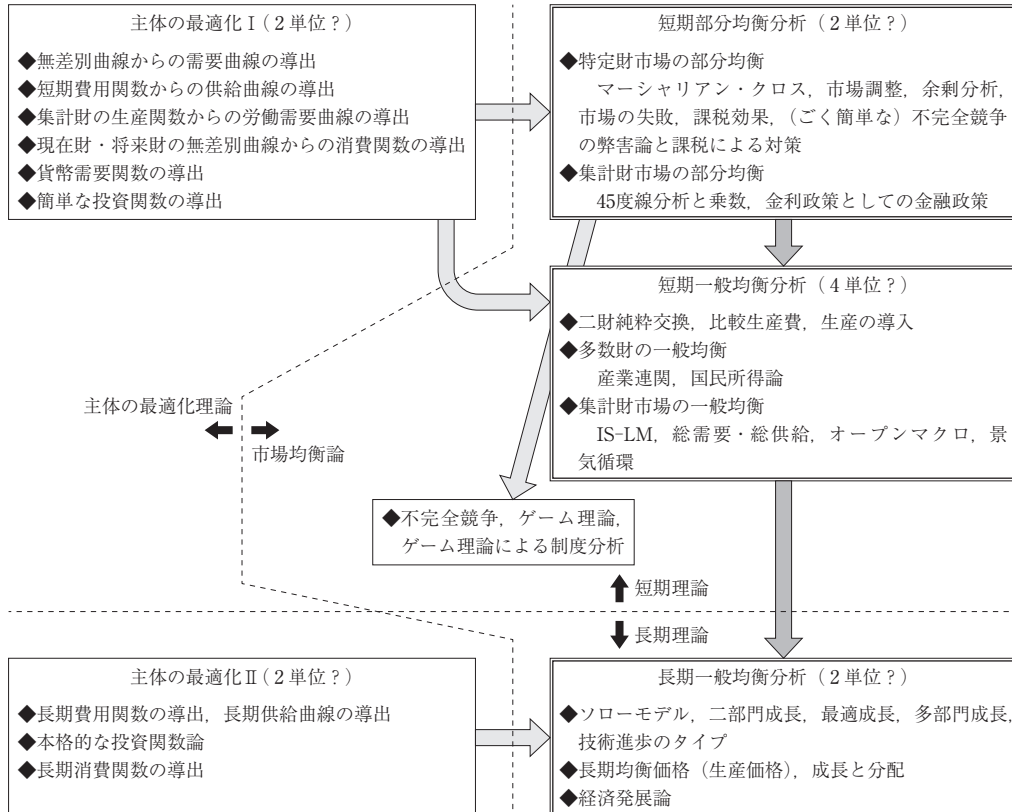 主体の最適化Ⅰ(2単位?)
◆無差別曲線からの需要曲線の導出
◆短期費用関数からの供給曲線の導出
◆集計財の生産関数からの労働需要曲線の導出
◆現在財・将来財の無差別曲線からの消費関数の導出
◆貨幣需要関数の導出
◆簡単な投資関数の導出
短期部分均衡分析(2単位?)
◆特定財市場の部分均衡
マーシャリアン・クロス,市場調整,余剰分析,
市場の失敗,課税効果,(ごく簡単な)不完全競争
の弊害論と課税による対策
◆集計財市場の部分均衡
45度線分析と乗数,金利政策としての金融政策
短期一般均衡分析(4単位?)
◆二財純粋交換,比較生産費,生産の導入
◆多数財の一般均衡
産業連関,国民所得論
◆集計財市場の一般均衡
IS-LM,総需要・総供給,オープンマクロ,景
気循環
主体の最適化理論
市場均衡論
◆不完全競争,ゲーム理論,
ゲーム理論による制度分析
短期理論
長期理論
主体の最適化Ⅱ(2単位?)
◆長期費用関数の導出,長期供給曲線の導出
◆本格的な投資関数論
◆長期消費関数の導出
長期一般均衡分析(2単位?)
◆ソローモデル,二部門成長,最適成長,多部門成長,
技術進歩のタイプ
◆長期均衡価格(生産価格),成長と分配
◆経済発展論